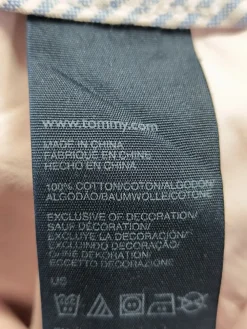 www.tommy.com
MADE IN CHINA
FABRIQUÉ EN CHINE
HECHO EN CHINA
100% COTTON/COTON/ALGODON/
ALGODÃO/BAUMWOLLE/COTONE
EXCLUSIVE OF DECORATION/
SAUF DÉCORATION/
EXCLUYE LA DECORACIÓN/
EXCLUINDO DECORAÇÃO/
OHNE DEKORATION/
ECCETTO DECORAZIONE
US